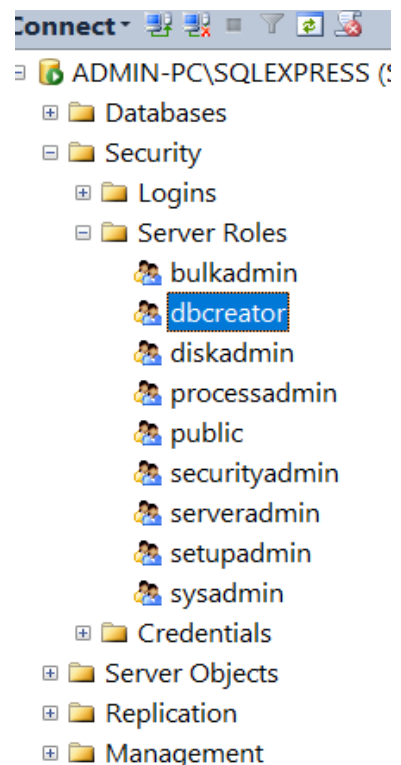 Connect
ADMIN-PC\SQLEXPRESS (S
Databases
Security
Logins
Server Roles
bulkadmin
dbcreator
diskadmin
processadmin
public
securityadmin
serveradmin
setupadmin
sysadmin
Credentials
Server Objects
Replication
Management